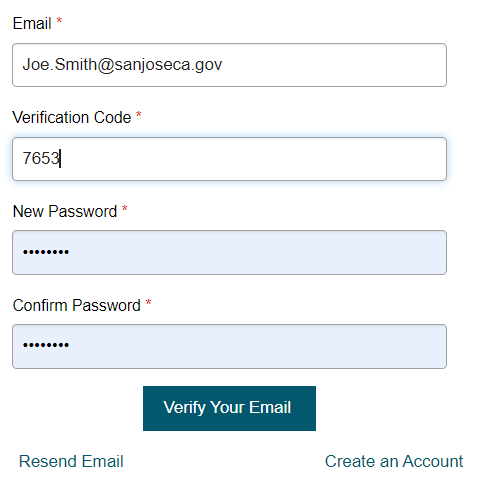 Email *
Joe.Smith@sanjoseca.gov
Verification Code *
7653
New Password *
••••••••
Confirm Password *
••••••••
Verify Your Email
Resend Email
Create an Account